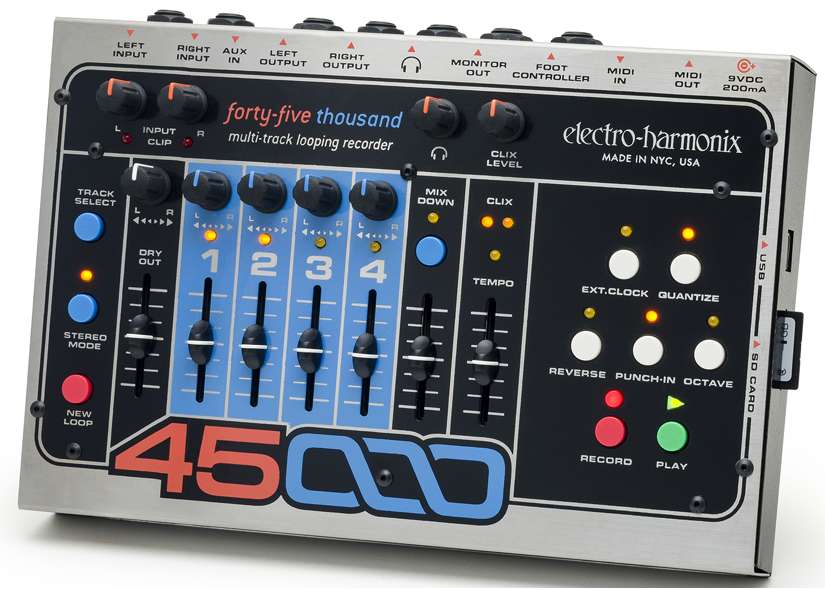 LEFT INPUT
RIGHT INPUT
AUX IN
LEFT OUTPUT
RIGHT OUTPUT
MONITOR OUT
FOOT CONTROLLER
MIDI IN
MIDI OUT
9VDC 200mA
forty-five thousand
multi-track looping recorder
L INPUT CLIP R
CLIX LEVEL
electro-harmonix
MADE IN NYC, USA
TRACK SELECT
L R
L R
L R
L R
L R
MIX DOWN
CLIX
DRY OUT
1 2 3 4
TEMPO
EXT.CLOCK
QUANTIZE
USB
STEREO MODE
REVERSE
PUNCH-IN
OCTAVE
SD CARD
NEW LOOP
RECORD
PLAY
45000